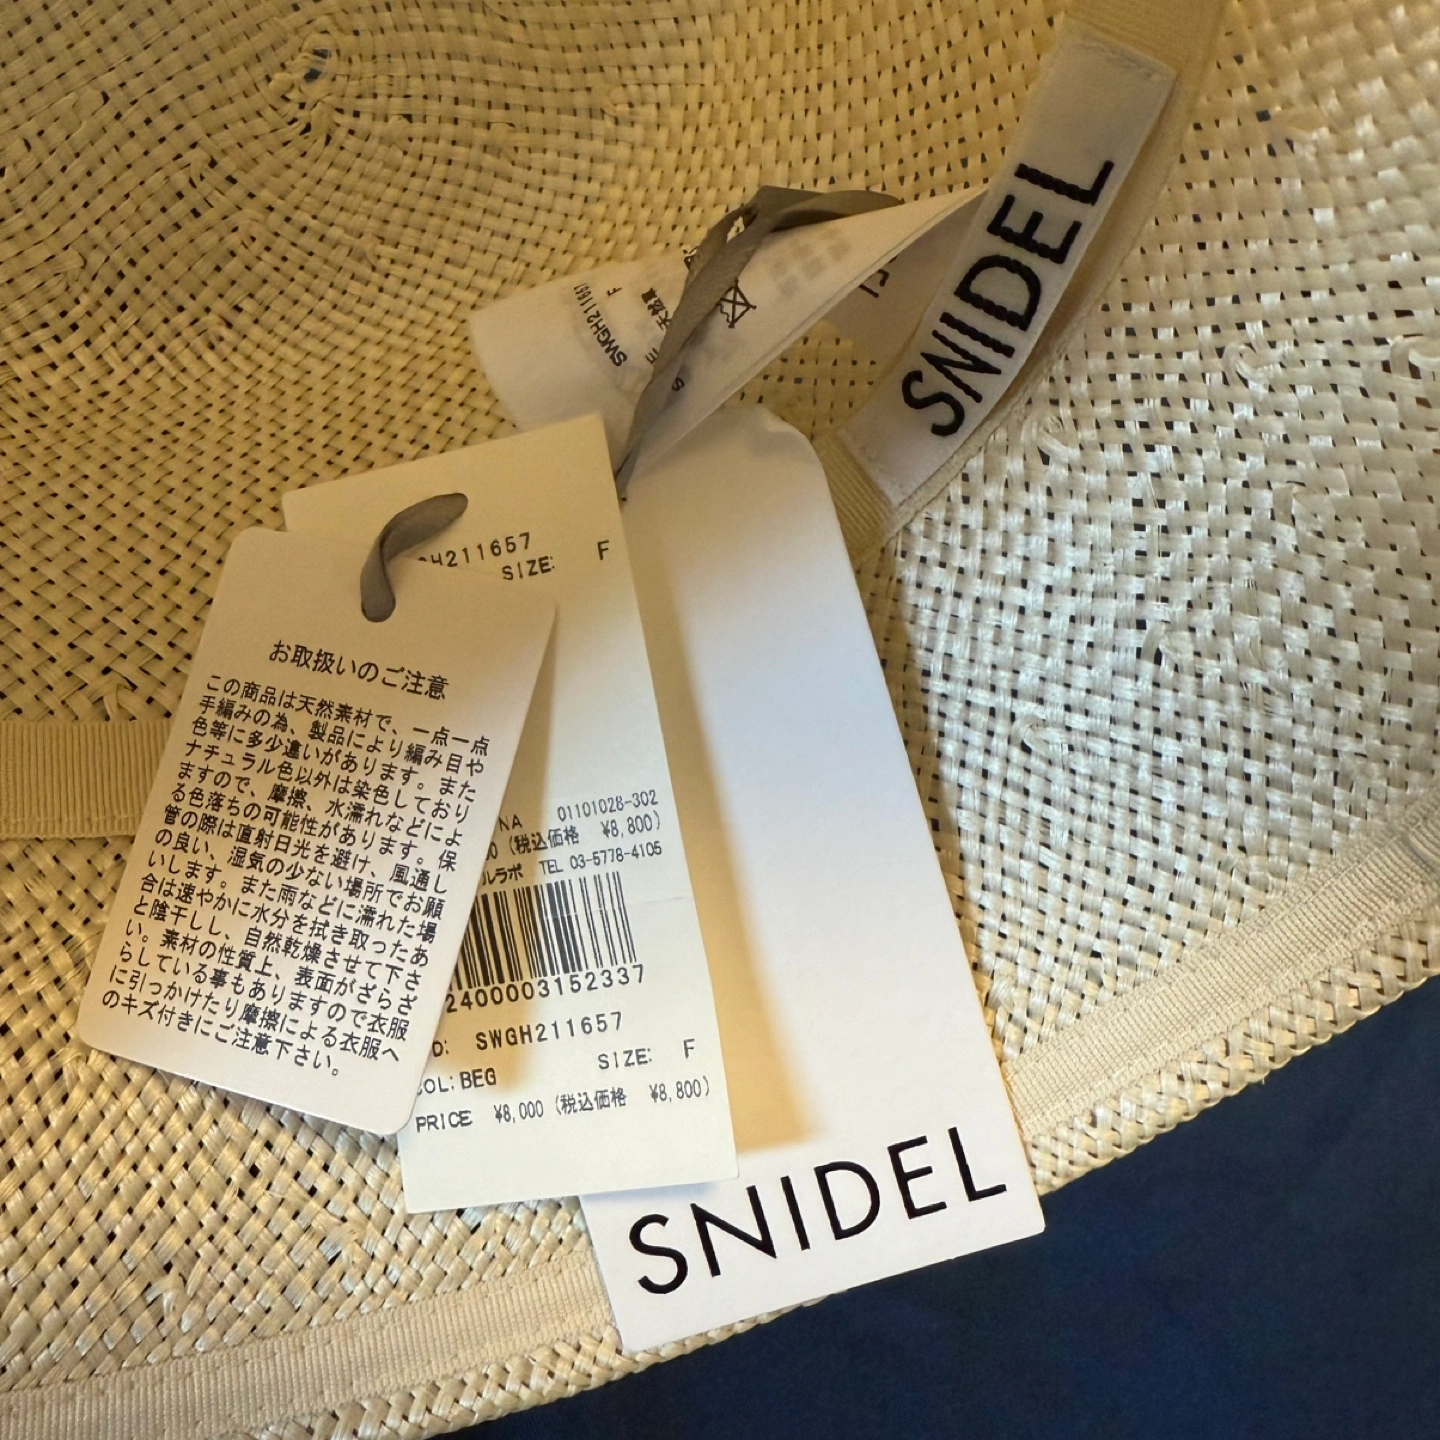 SNIDEL
SWGH211657
F
GH211657
SIZE: F
お取扱いのご注意
この商品は天然素材で、一点一点
手編みの為、製品により編み目や
色等に多少違いがあります。また
ナチュラル色以外は染色しており
ますので、摩擦、水濡れなどによ
る色落ちの可能性があります。保
管の際は直射日光を避け、風通し
の良い、湿気の少ない場所でお願
いします。また雨などに濡れた場
合は速やかに水分を拭き取ったあ
と陰干しし、自然乾燥させて下さ
い。素材の性質上、表面がざらざ
らしている事もありますので衣服
に引っかけたり摩擦による衣服へ
のキズ付きにご注意下さい。
NA 01101028-302
0 (税込価格 ¥8,800)
ルラボ TEL 03-5778-4105
2400003152337
D: SWGH211657
SIZE: F
COL:BEG
PRICE ¥8,000 (税込価格 ¥8,800)
SNIDEL